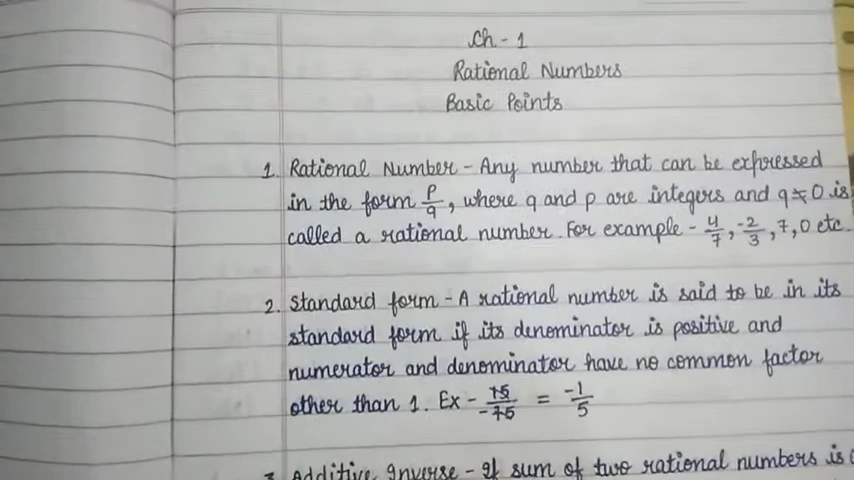 Ch - 1
Rational Numbers
Basic Points
1. Rational Number - Any number that can be expressed
in the form p/q, where q and p are integers and q ≠ 0 is
called a rational number. For example - 4/7, -2/3, 7, 0 etc.
2. Standard form - A rational number is said to be in its
standard form if its denominator is positive and
numerator and denominator have no common factor
other than 1. Ex - 15/-75 = -1/5
3. Additive Inverse - If sum of two rational numbers is